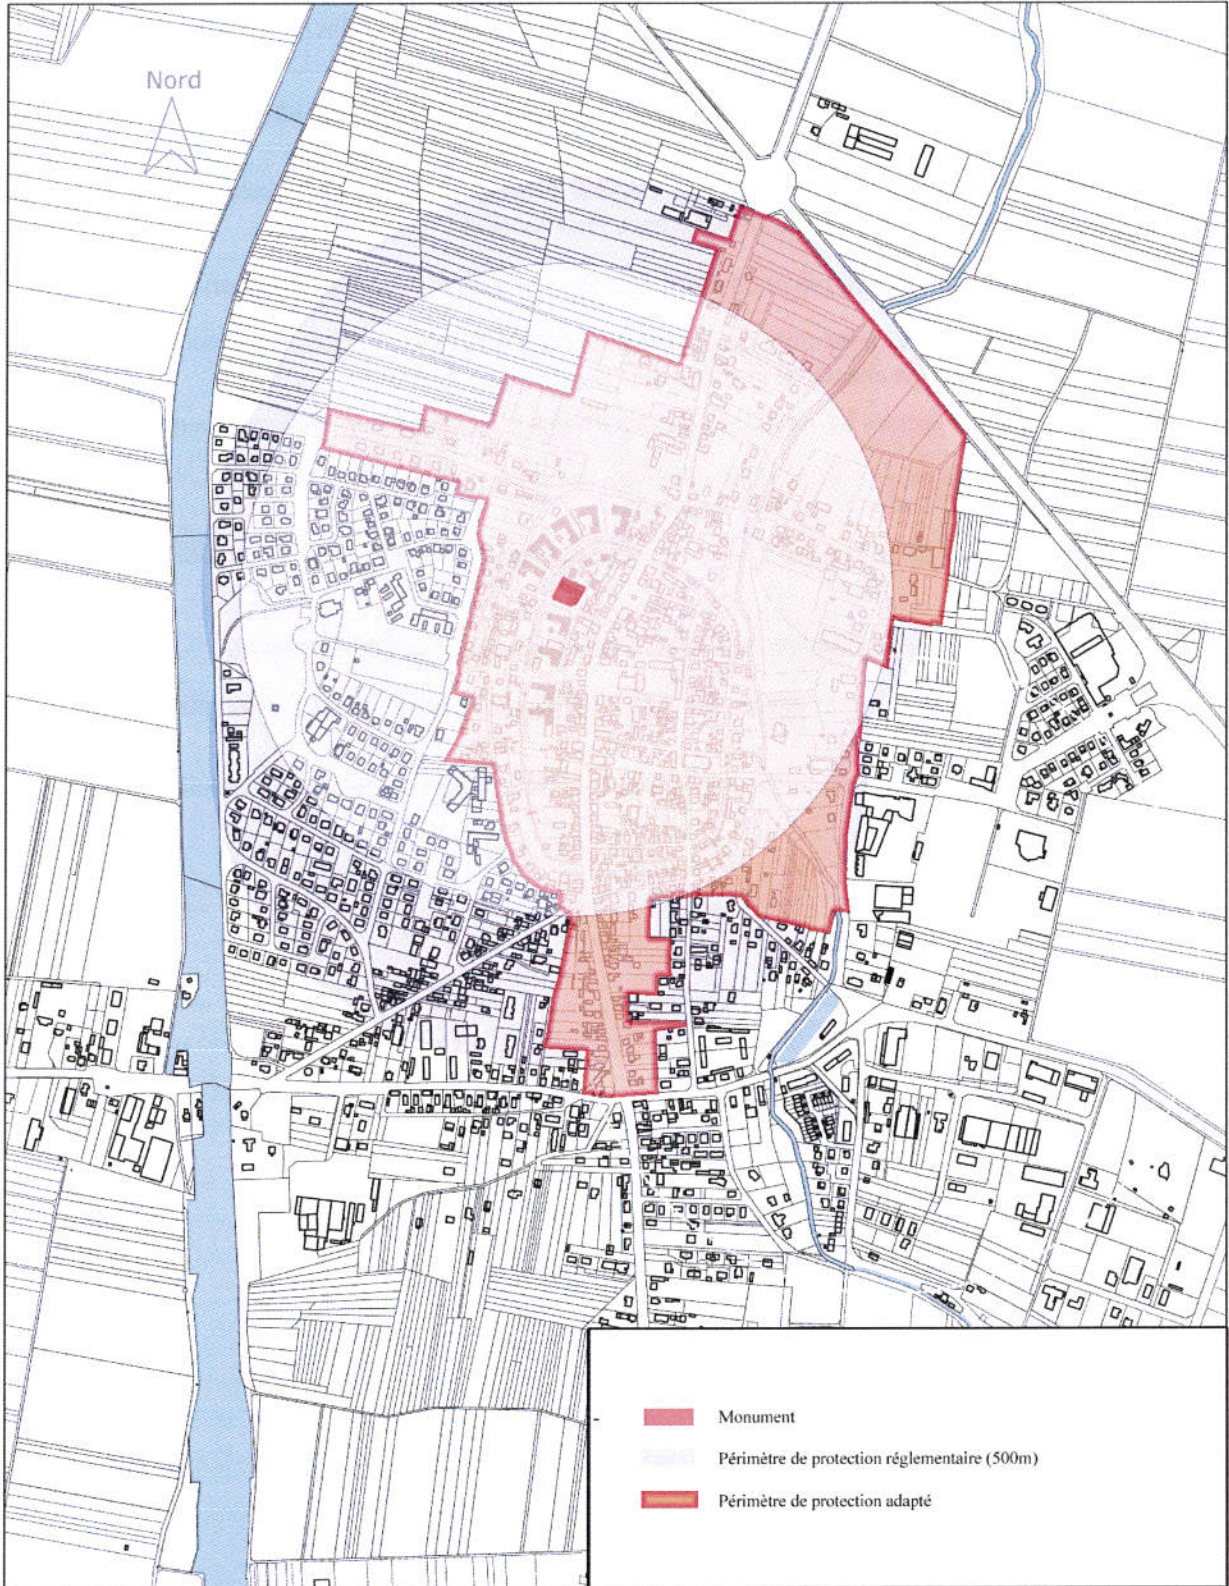 Nord
Monument
Périmètre de protection réglementaire (500m)
Périmètre de protection adapté